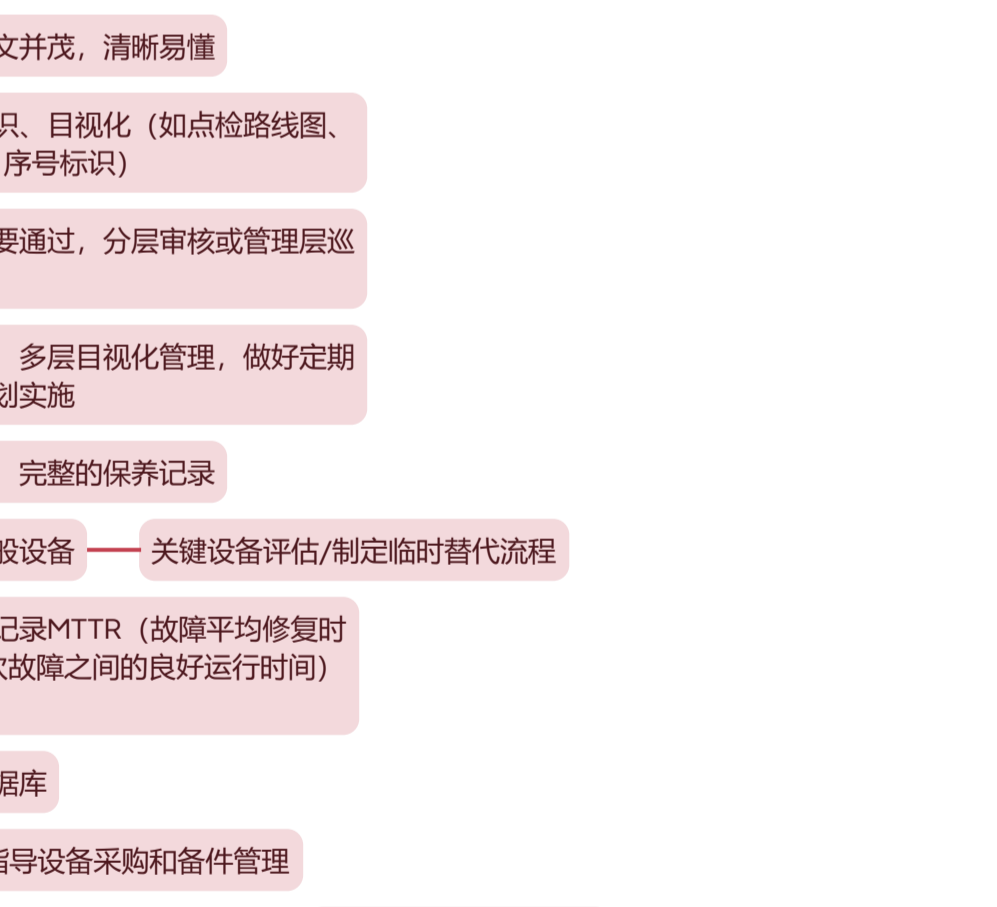 文并茂，清晰易懂
识、目视化（如点检路线图、
序号标识）
要通过，分层审核或管理层巡
多层目视化管理，做好定期
划实施
完整的保养记录
设备
关键设备评估/制定临时替代流程
记录MTTR（故障平均修复时
故障之间的良好运行时间）
据库
指导设备采购和备件管理